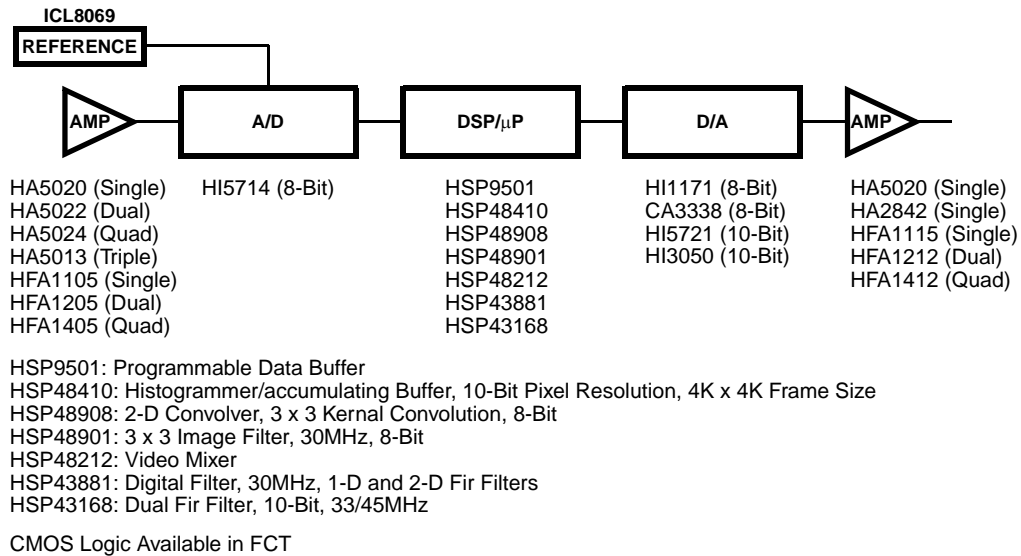 ICL8069
REFERENCE
AMP
A/D
DSP/μP
D/A
AMP
HA5020 (Single)
HA5022 (Dual)
HA5024 (Quad)
HA5013 (Triple)
HFA1105 (Single)
HFA1205 (Dual)
HFA1405 (Quad)
HI5714 (8-Bit)
HSP9501
HSP48410
HSP48908
HSP48901
HSP48212
HSP43881
HSP43168
HI1171 (8-Bit)
CA3338 (8-Bit)
HI5721 (10-Bit)
HI3050 (10-Bit)
HA5020 (Single)
HA2842 (Single)
HFA1115 (Single)
HFA1212 (Dual)
HFA1412 (Quad)
HSP9501: Programmable Data Buffer
HSP48410: Histogrammer/accumulating Buffer, 10-Bit Pixel Resolution, 4K x 4K Frame Size
HSP48908: 2-D Convolver, 3 x 3 Kernal Convolution, 8-Bit
HSP48901: 3 x 3 Image Filter, 30MHz, 8-Bit
HSP48212: Video Mixer
HSP43881: Digital Filter, 30MHz, 1-D and 2-D Fir Filters
HSP43168: Dual Fir Filter, 10-Bit, 33/45MHz
CMOS Logic Available in FCT